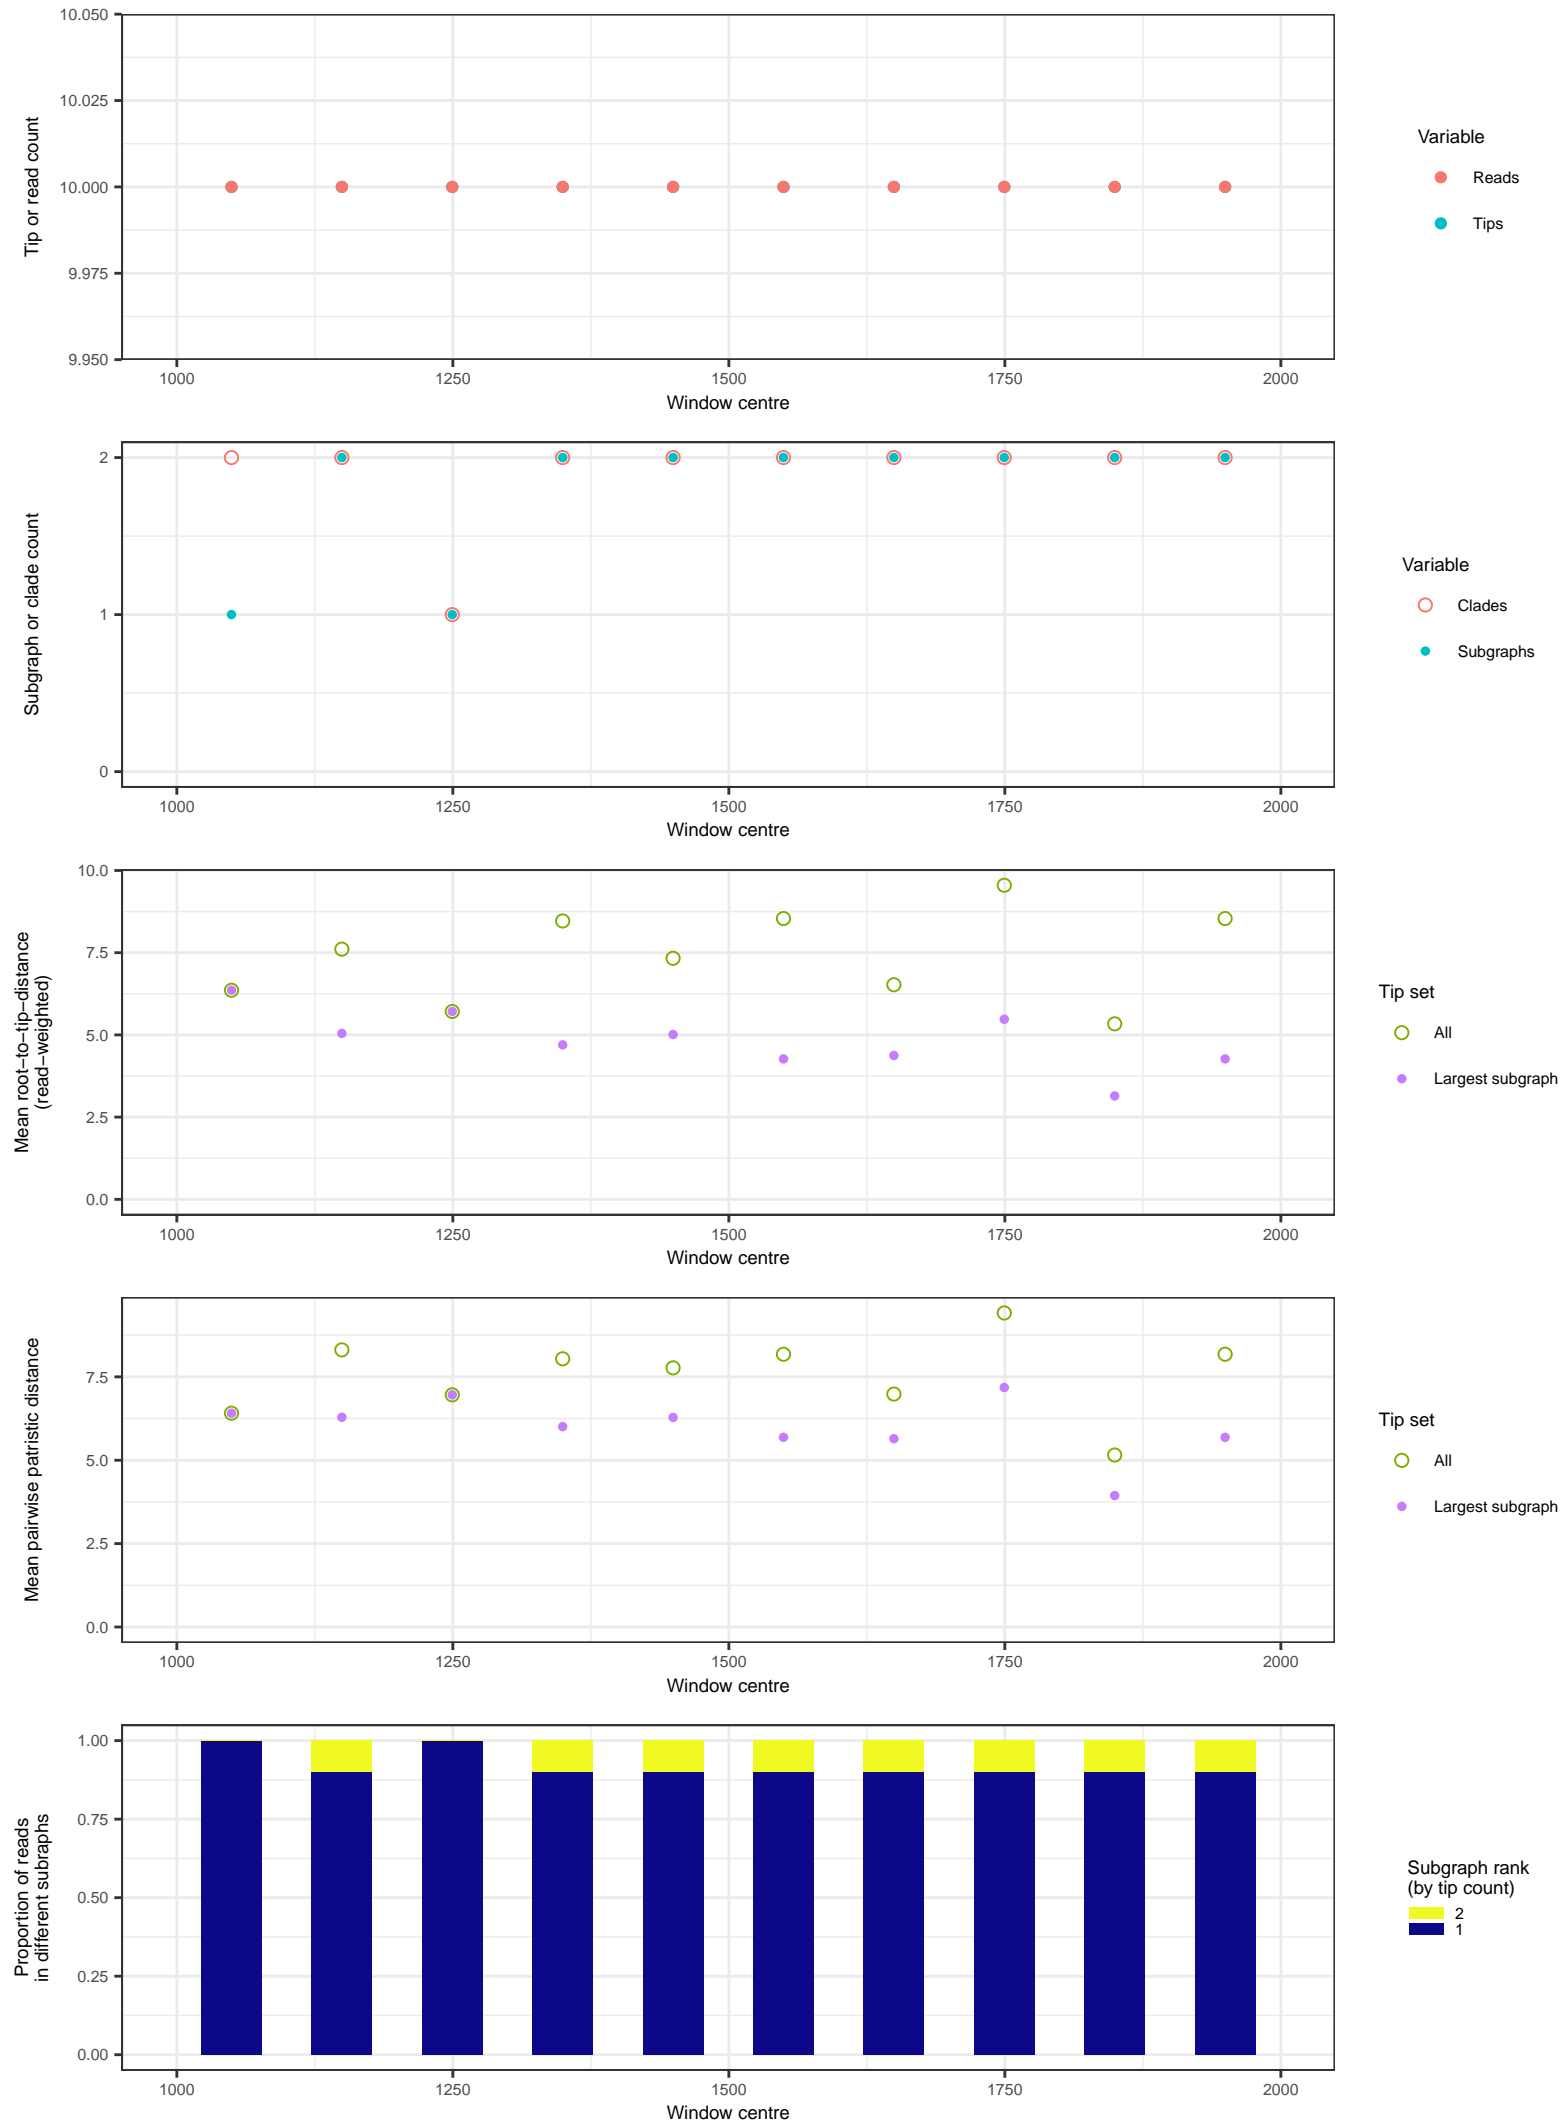 10.050
10.025
10.000
9.975
9.950
Tip or read count
1000 1250 1500 1750 2000
Window centre
Variable
Reads
Tips
2
1
0
Subgraph or clade count
1000 1250 1500 1750 2000
Window centre
Variable
Clades
Subgraphs
10.0
7.5
5.0
2.5
0.0
Mean root−to−tip−distance
(read−weighted)
1000 1250 1500 1750 2000
Window centre
Tip set
All
Largest subgraph
7.5
5.0
2.5
0.0
Mean pairwise patristic distance
1000 1250 1500 1750 2000
Window centre
Tip set
All
Largest subgraph
1.00
0.75
0.50
0.25
0.00
Proportion of reads
in different subraphs
1000 1250 1500 1750 2000
Window centre
Subgraph rank
(by tip count)
2
1